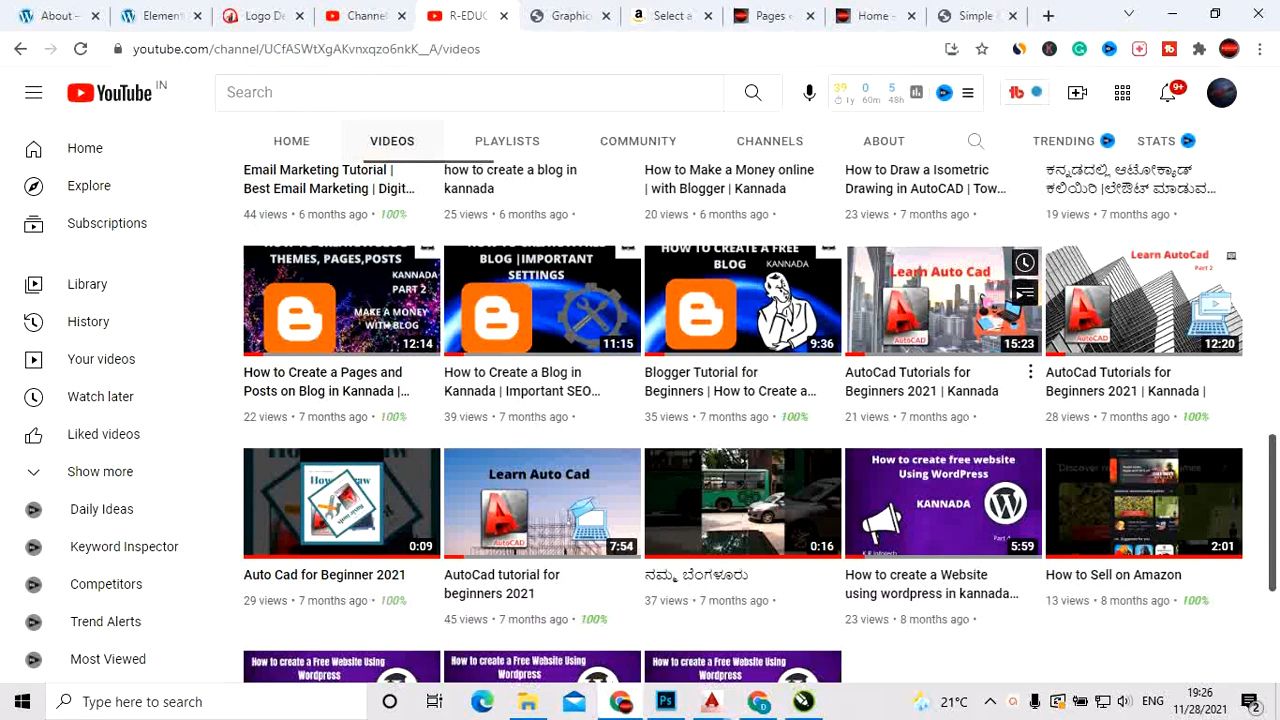 About -
Element
Logo De
Channel
R-EDUC
Graphic
Select a
Pages -
Home -
Simple
youtube.com/channel/UCfASWtXgAKvnxqzo6nkK__A/videos
YouTube IN
Search
39 0 5
1y 60m 48h
9+
HOME VIDEOS PLAYLISTS COMMUNITY CHANNELS ABOUT TRENDING STATS
Home
Explore
Subscriptions
Library
History
Your videos
Watch later
Liked videos
Show more
Daily Ideas
Keyword Inspector
Competitors
Trend Alerts
Most Viewed
Email Marketing Tutorial |
Best Email Marketing | Digit...
44 views • 6 months ago • 100%
how to create a blog in
kannada
25 views • 6 months ago •
How to Make a Money online
| with Blogger | Kannada
20 views • 6 months ago •
How to Draw a Isometric
Drawing in AutoCAD | Tow...
23 views • 7 months ago •
ಕನ್ನಡದಲ್ಲಿ ಆಟೋಕ್ಯಾಡ್
ಕಲಿಯಿರಿ |ಲೇಔಟ್ ಮಾಡುವ...
19 views • 7 months ago •
THEMES, PAGES,POSTS
KANNADA
PART 2
MAKE A MONEY
WITH BLOG
12:14
How to Create a Pages and
Posts on Blog in Kannada |...
22 views • 7 months ago • 100%
BLOG |IMPORTANT
SETTINGS
11:15
How to Create a Blog in
Kannada | Important SEO...
39 views • 7 months ago •
HOW TO CREATE A FREE
BLOG
KANNADA
9:36
Blogger Tutorial for
Beginners | How to Create a...
35 views • 7 months ago • 100%
Learn Auto Cad
AutoCAD
15:23
AutoCad Tutorials for
Beginners 2021 | Kannada
21 views • 7 months ago •
Learn AutoCad
Part 2
AutoCAD
12:20
AutoCad Tutorials for
Beginners 2021 | Kannada |
28 views • 7 months ago • 100%
0:09
Auto Cad for Beginner 2021
29 views • 7 months ago • 100%
Learn Auto Cad
AutoCAD
7:54
AutoCad tutorial for
beginners 2021
45 views • 7 months ago • 100%
0:16
ನಮ್ಮ ಬೆಂಗಳೂರು
37 views • 7 months ago •
How to create free website
Using WordPress
KANNADA
Part
K R Infotech
5:59
How to create a Website
using wordpress in kannada...
23 views • 8 months ago •
2:01
How to Sell on Amazon
13 views • 8 months ago • 100%
How to create a Free Website Using
Wordpress
How to create a Free Website Using
Wordpress
How to create a Free Website Using
Wordpress
Type here to search
21°C
ENG
19:26
11/28/2021
2